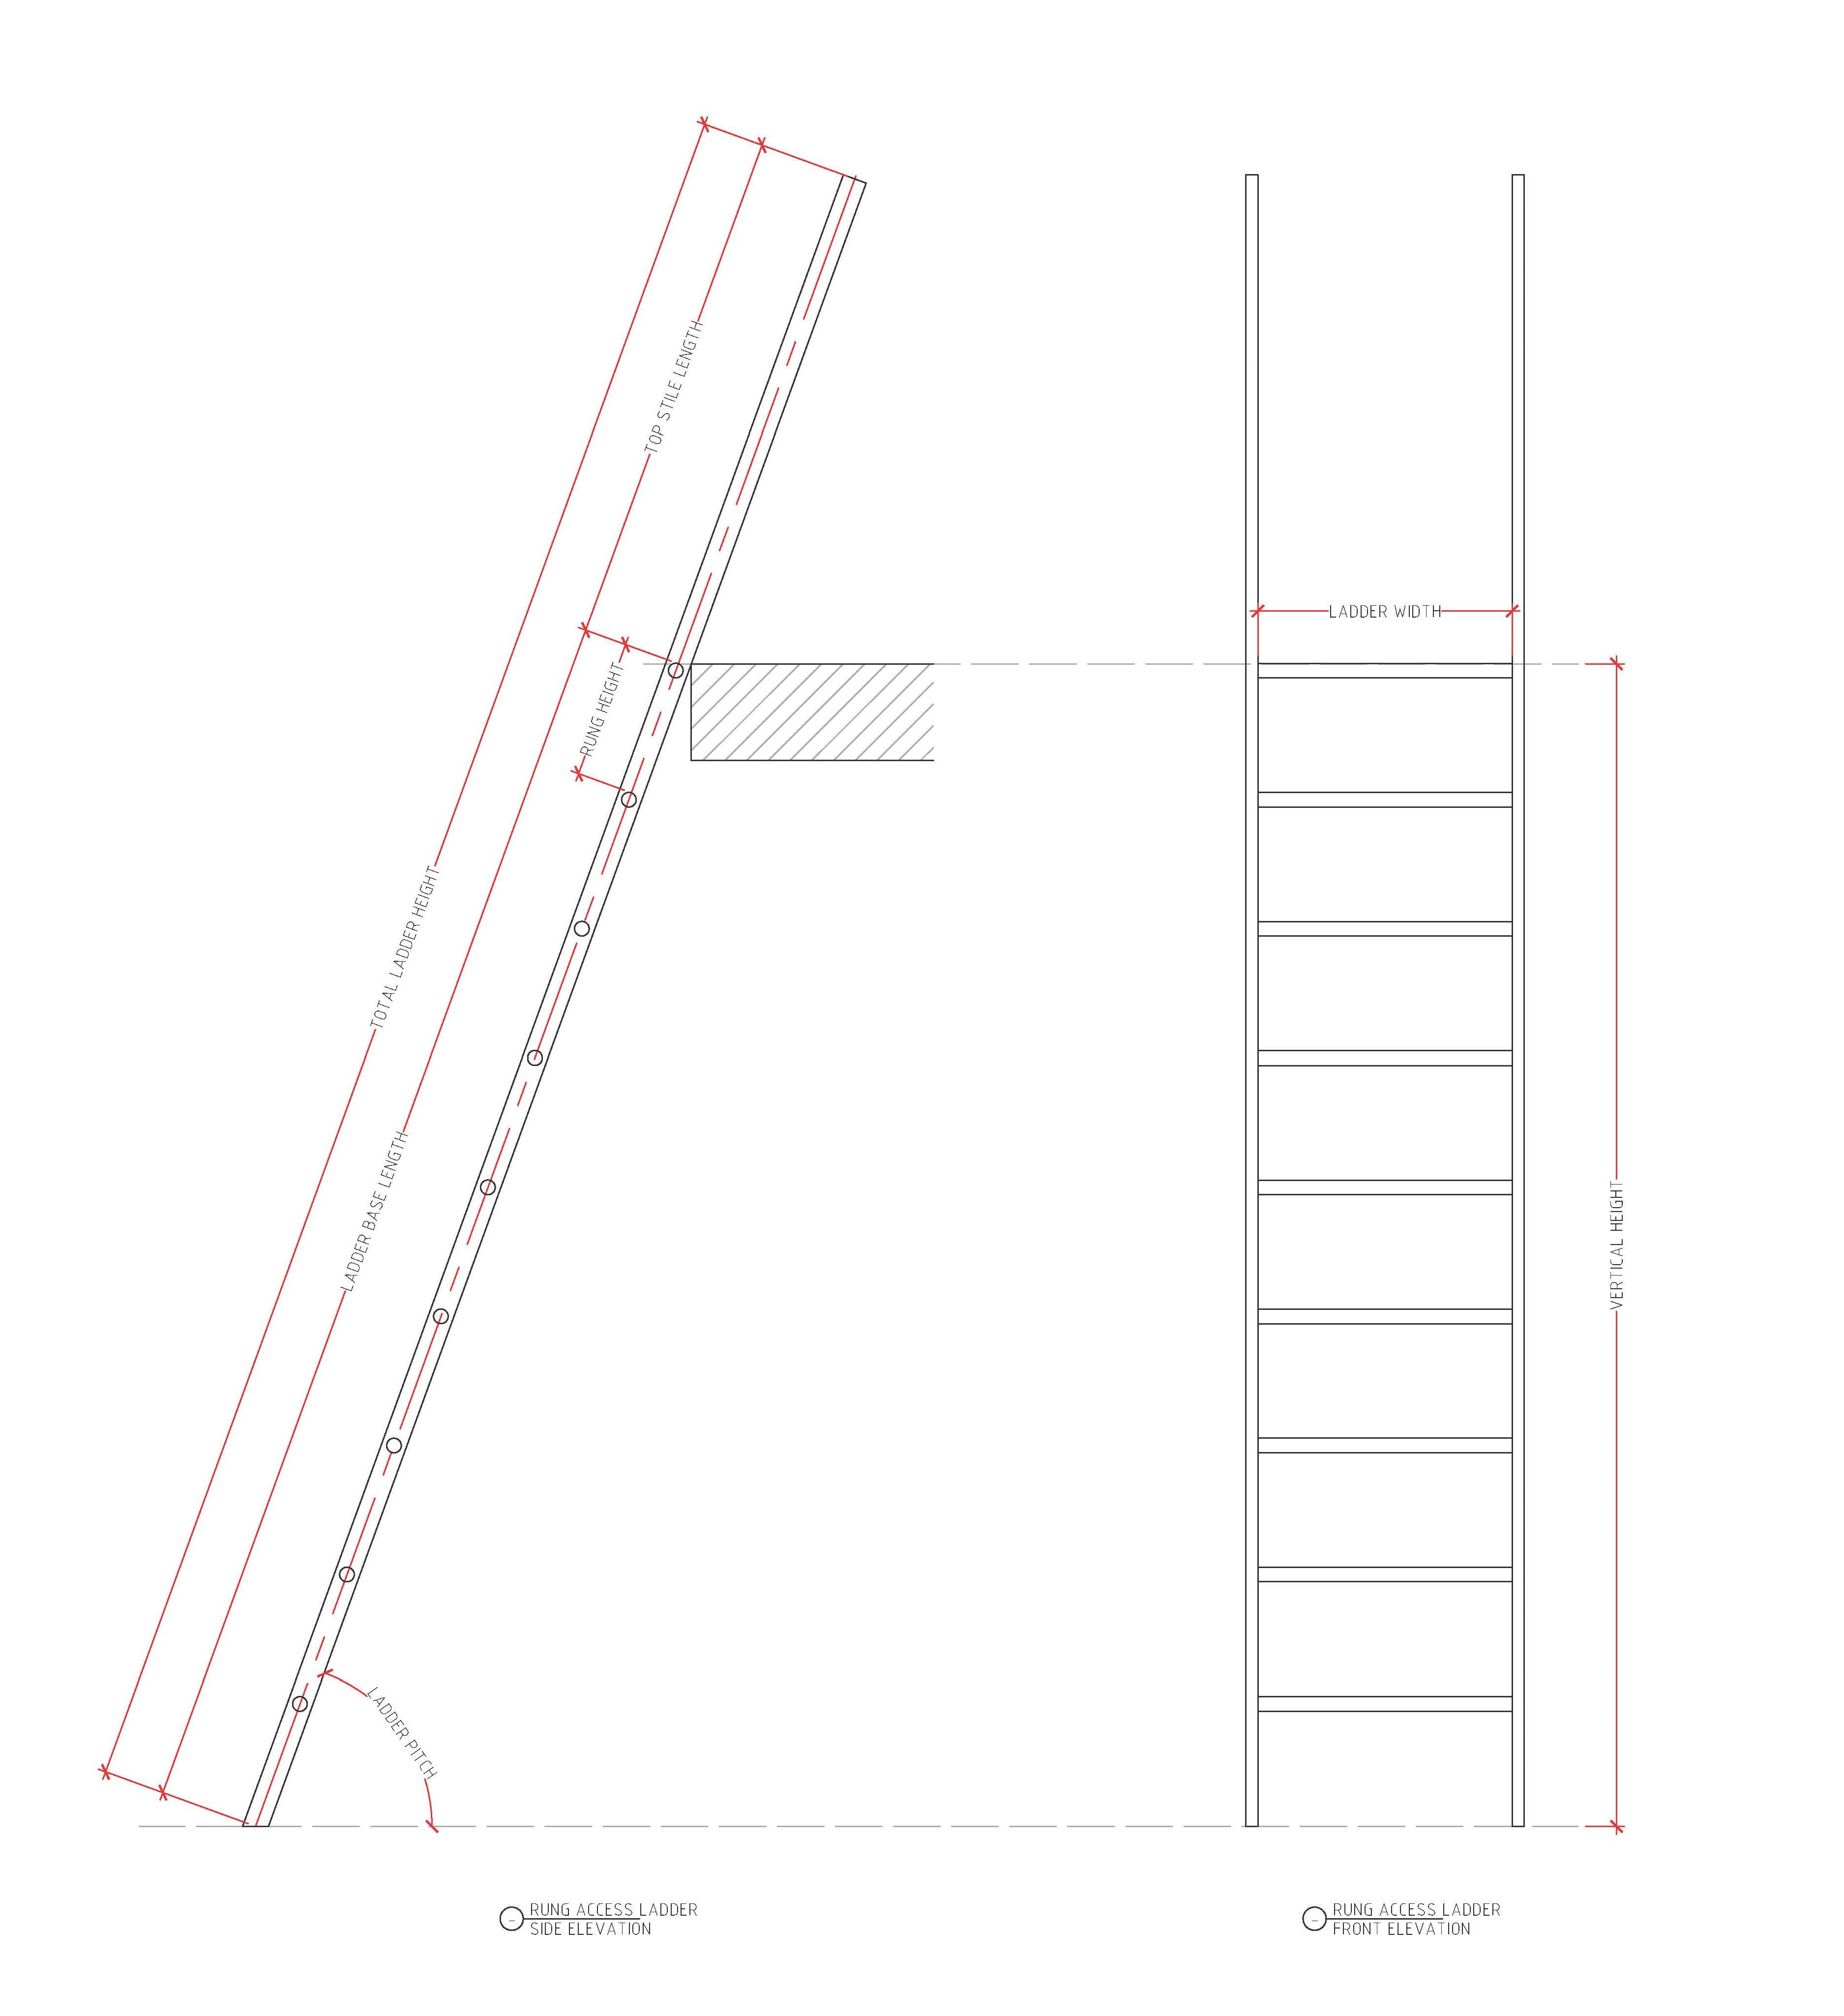 TOP STILE LENGTH
RUNG HEIGHT
TOTAL LADDER HEIGHT
LADDER BASE LENGTH
LADDER PITCH
LADDER WIDTH
VERTICAL HEIGHT
RUNG ACCESS LADDER
SIDE ELEVATION
RUNG ACCESS LADDER
FRONT ELEVATION